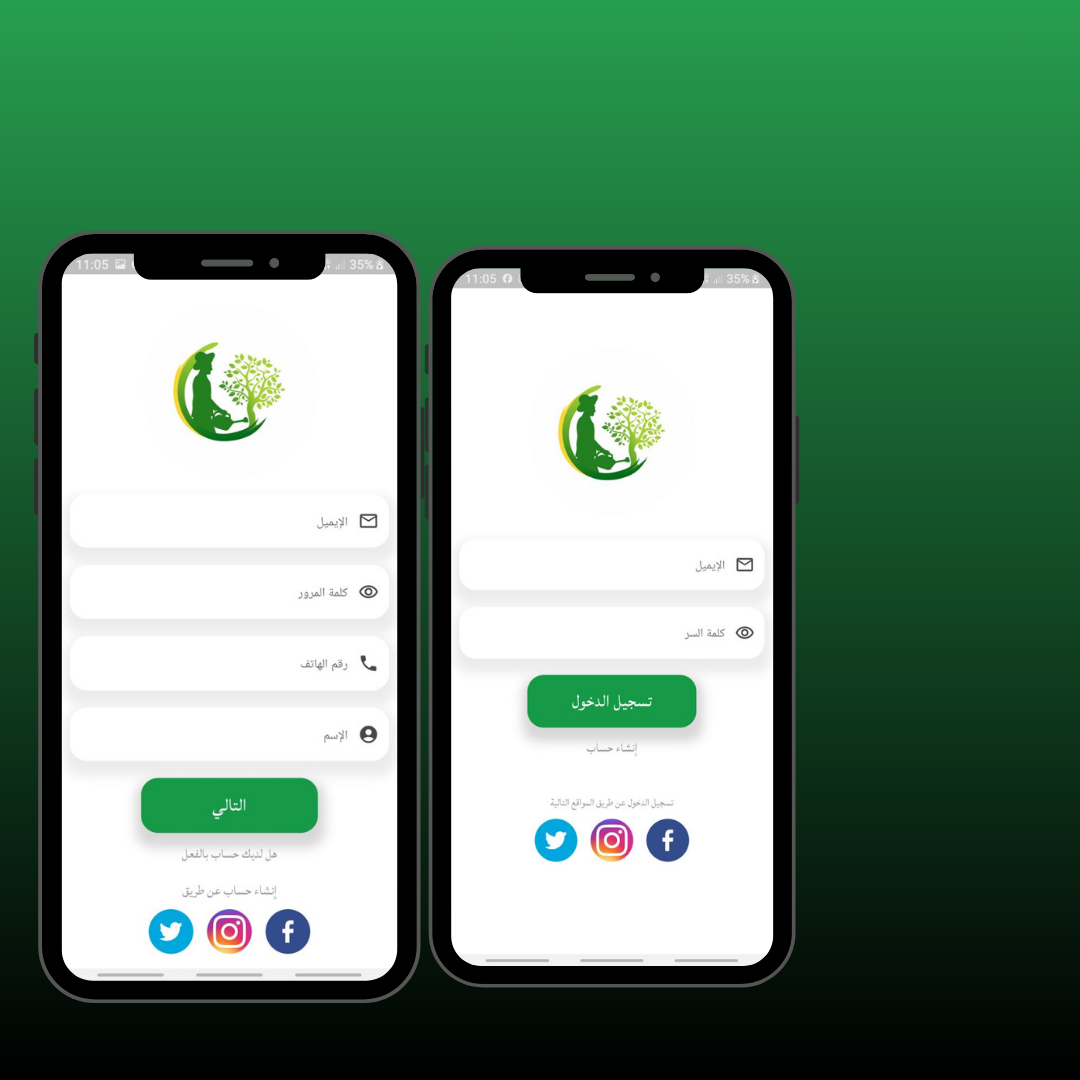 11:05
35%
الإيميل
كلمة المرور
رقم الهاتف
الإسم
التالي
هل لديك حساب بالفعل
إنشاء حساب عن طريق
11:05
35%
الإيميل
كلمة السر
تسجيل الدخول
إنشاء حساب
تسجيل الدخول عن طريق المواقع التالية